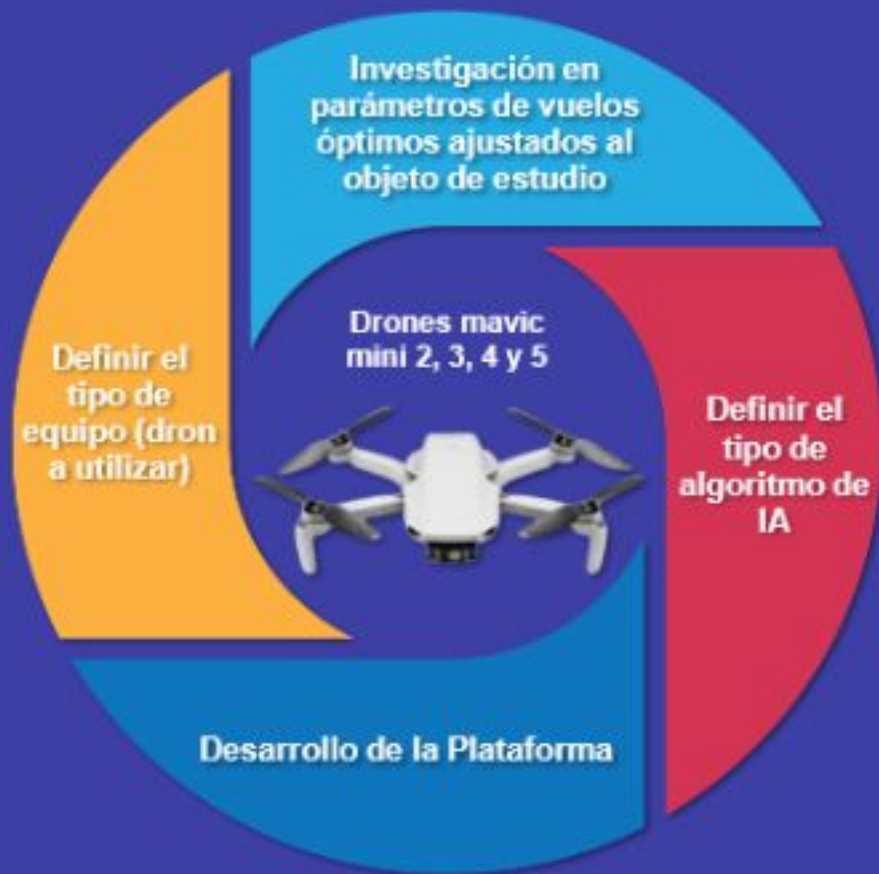 Investigación en
parámetros de vuelos
óptimos ajustados al
objeto de estudio
Drones mavic
mini 2, 3, 4 y 5
Definir el
tipo de
equipo (dron
a utilizar)
Definir el
tipo de
algoritmo de
IA
Desarrollo de la Plataforma